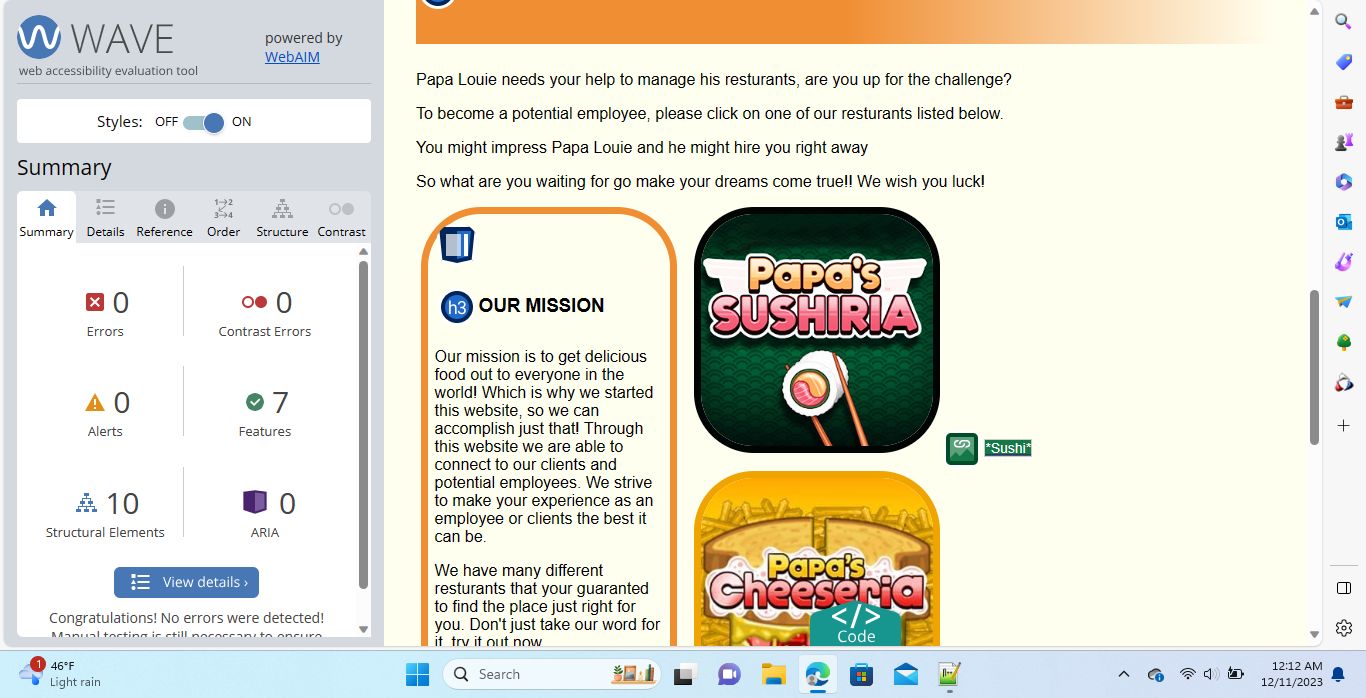 WAVE
powered by
WebAIM
web accessibility evaluation tool
Styles: OFF ON
Summary
Summary Details Reference Order Structure Contrast
0
Errors
0
Contrast Errors
0
Alerts
7
Features
10
Structural Elements
0
ARIA
View details ›
Congratulations! No errors were detected!
Manual testing is still necessary to ensure
Papa Louie needs your help to manage his resturants, are you up for the challenge?
To become a potential employee, please click on one of our resturants listed below.
You might impress Papa Louie and he might hire you right away
So what are you waiting for go make your dreams come true!! We wish you luck!
h3 OUR MISSION
Our mission is to get delicious
food out to everyone in the
world! Which is why we started
this website, so we can
accomplish just that! Through
this website we are able to
connect to our clients and
potential employees. We strive
to make your experience as an
employee or clients the best it
can be.
We have many different
resturants that your guaranted
to find the place just right for
you. Don't just take our word for
it, try it out now
PAPA'S
SUSHIRIA
*Sushi*
PAPA'S
Cheeseria
</>
Code
1
46°F
Light rain
Search
12:12 AM
12/11/2023